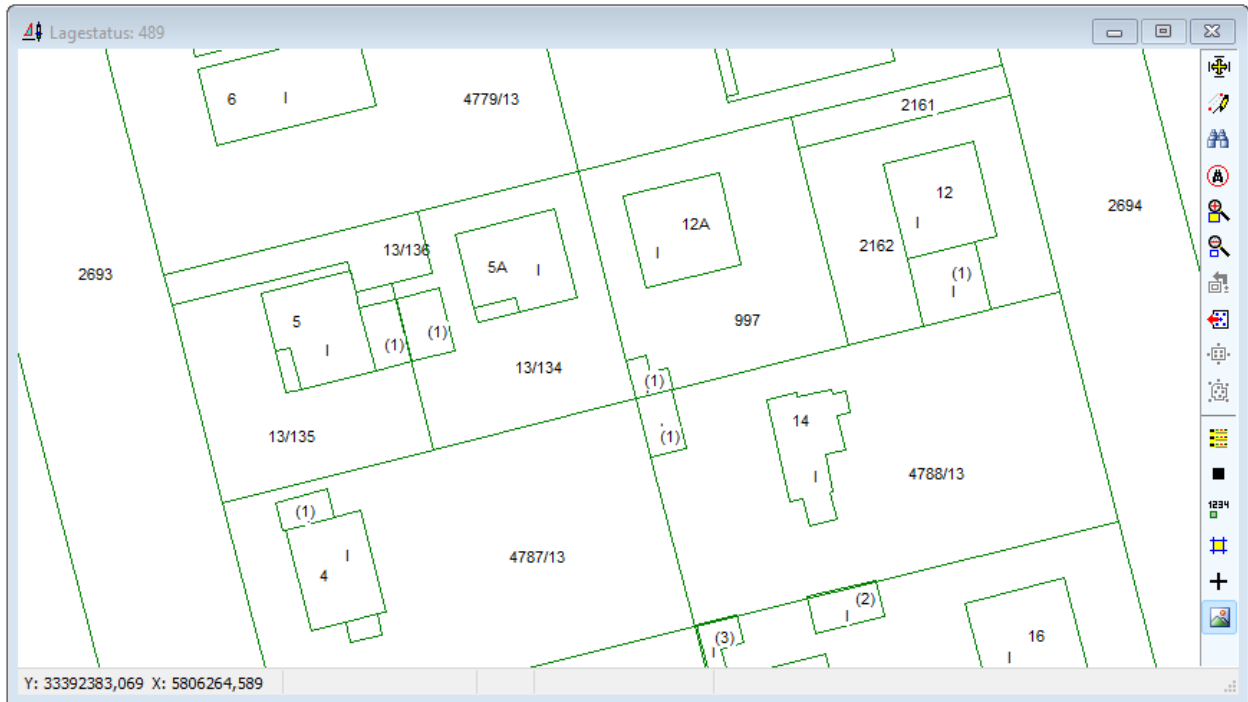 Lagestatus: 489
6 I
4779/13
2161
12
12A
I
I
2694
2693
13/136
5A I
2162
(1)
I
5
I
(1)
(1)
997
13/134
(1)
(1)
14
I
13/135
4788/13
(1)
I
4
4787/13
(2)
I
(3)
I
16
I
1234
Y: 33392383,069 X: 5806264,589